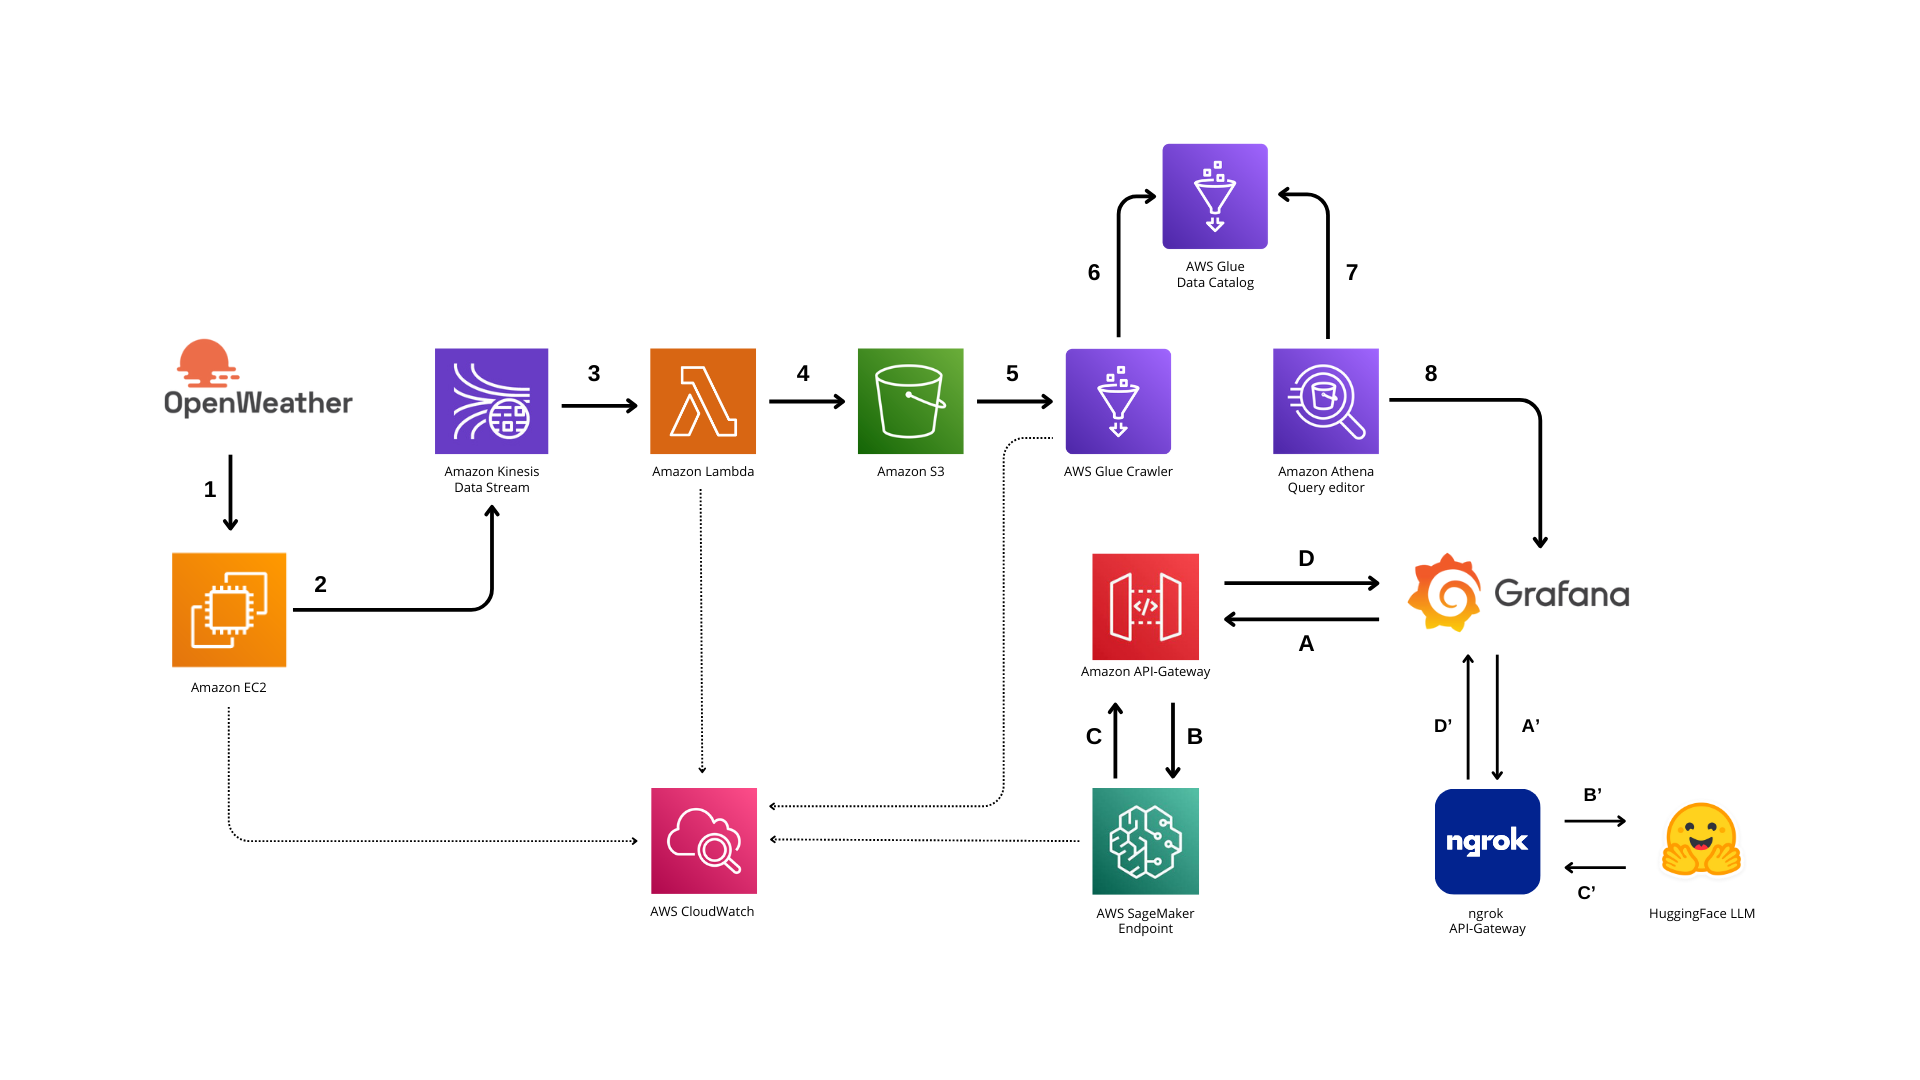 AWS Glue
Data Catalog
6
7
OpenWeather
3
4
5
8
Amazon Kinesis
Data Stream
Amazon Lambda
Amazon S3
AWS Glue Crawler
Amazon Athena
Query editor
1
2
D
</>
Grafana
A
Amazon API-Gateway
Amazon EC2
C
B
D’
A’
B’
ngrok
C’
AWS CloudWatch
AWS SageMaker
Endpoint
ngrok
API-Gateway
HuggingFace LLM